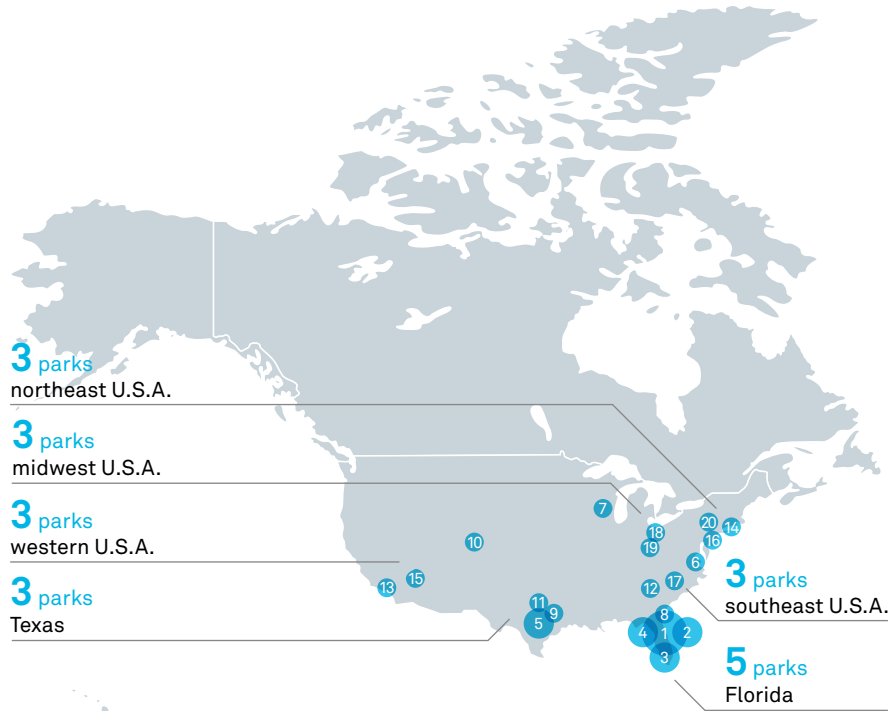 3 parks
northeast U.S.A.
3 parks
midwest U.S.A.
3 parks
western U.S.A.
3 parks
Texas
7
18
19
20
14
16
10
6
15
13
12
17
11
9
5
8
4
1
2
3
3 parks
southeast U.S.A.
5 parks
Florida